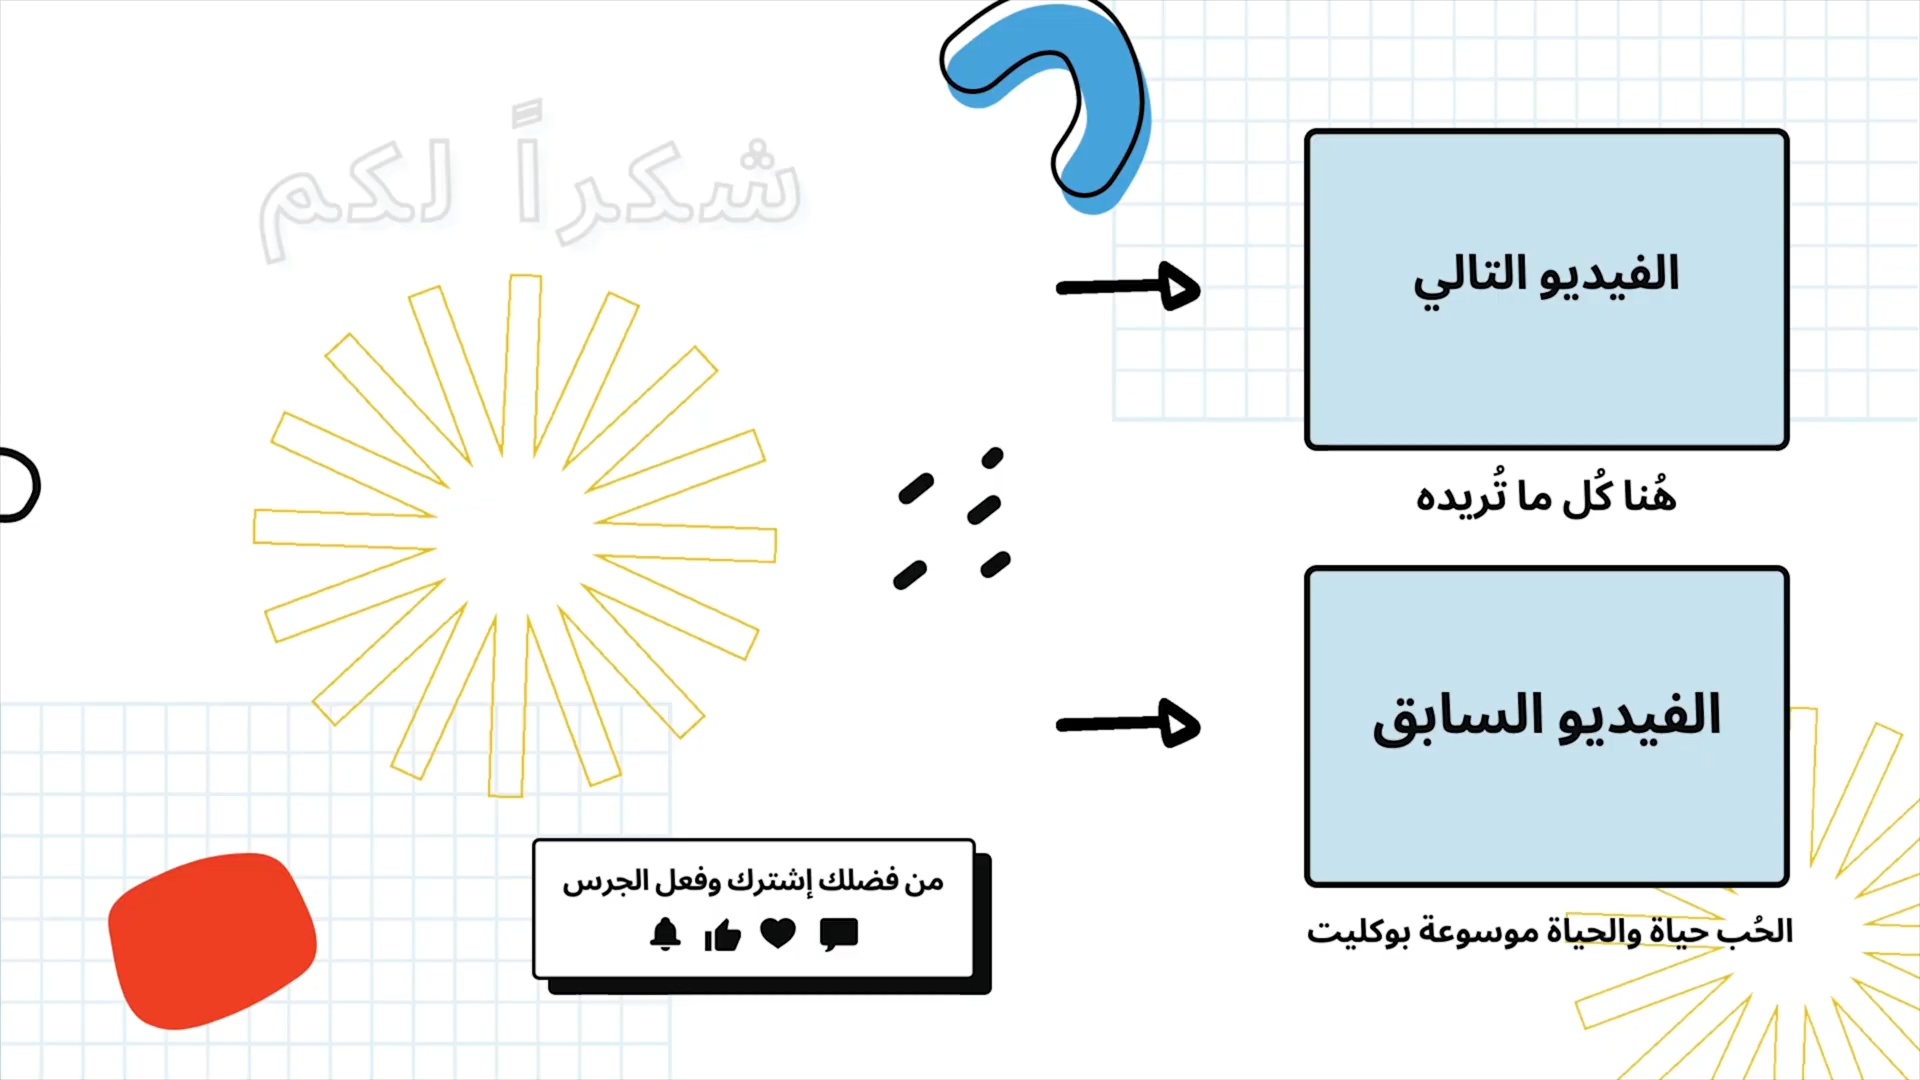 شكراً لكم
الفيديو التالي
هُنا كُل ما تُريده
الفيديو السابق
الحُب حياة والحياة موسوعة بوكليت
من فضلك إشترك وفعل الجرس